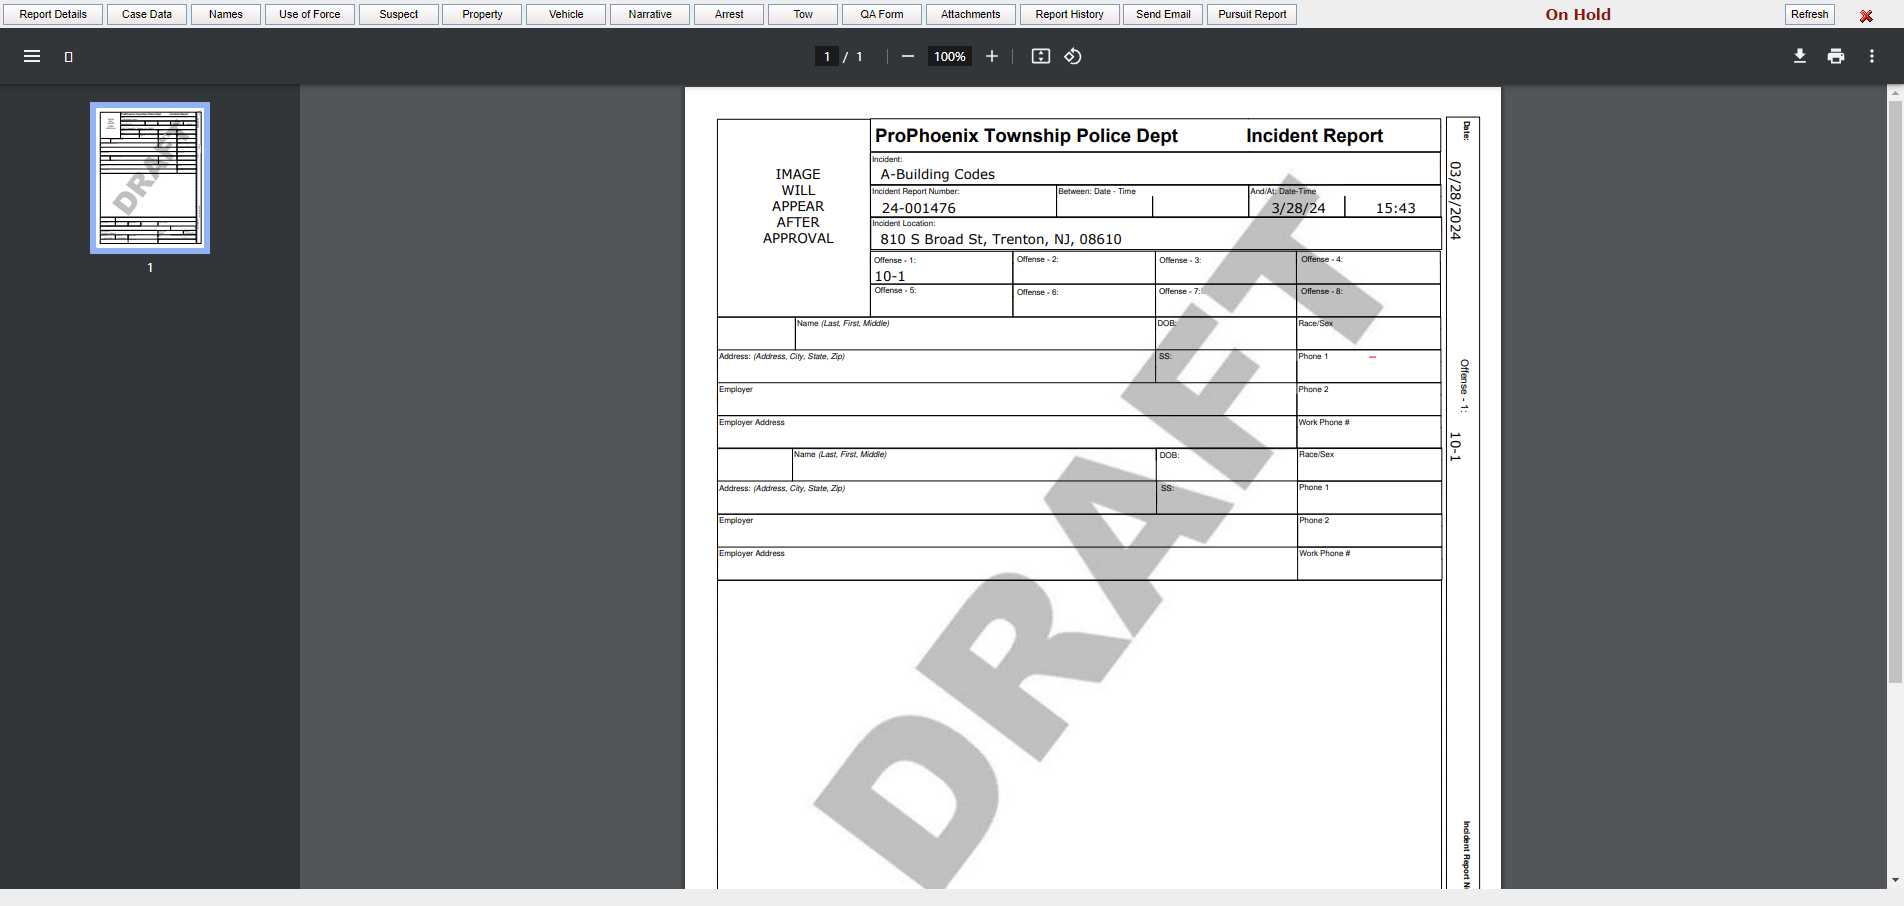 Report Details Case Data Names Use of Force Suspect Property Vehicle Narrative Arrest Tow QA Form Attachments Report History Send Email Pursuit Report On Hold Refresh
1 / 1 100%
1
ProPhoenix Township Police Dept Incident Report
IMAGE
WILL
APPEAR
AFTER
APPROVAL
Incident:
A-Building Codes
Incident Report Number: Between: Date - Time And/At: Date-Time
24-001476 3/28/24 15:43
Incident Location:
810 S Broad St, Trenton, NJ, 08610
Offense - 1: Offense - 2: Offense - 3: Offense - 4:
10-1
Offense - 5: Offense - 6: Offense - 7: Offense - 8:
Name (Last, First, Middle) DOB: Race/Sex
Address: (Address, City, State, Zip) SS: Phone 1
Employer Phone 2
Employer Address Work Phone #
Name (Last, First, Middle) DOB: Race/Sex
Address: (Address, City, State, Zip) SS: Phone 1
Employer Phone 2
Employer Address Work Phone #
DRAFT
Date: 03/28/2024
Offense - 1: 10-1
Incident Report